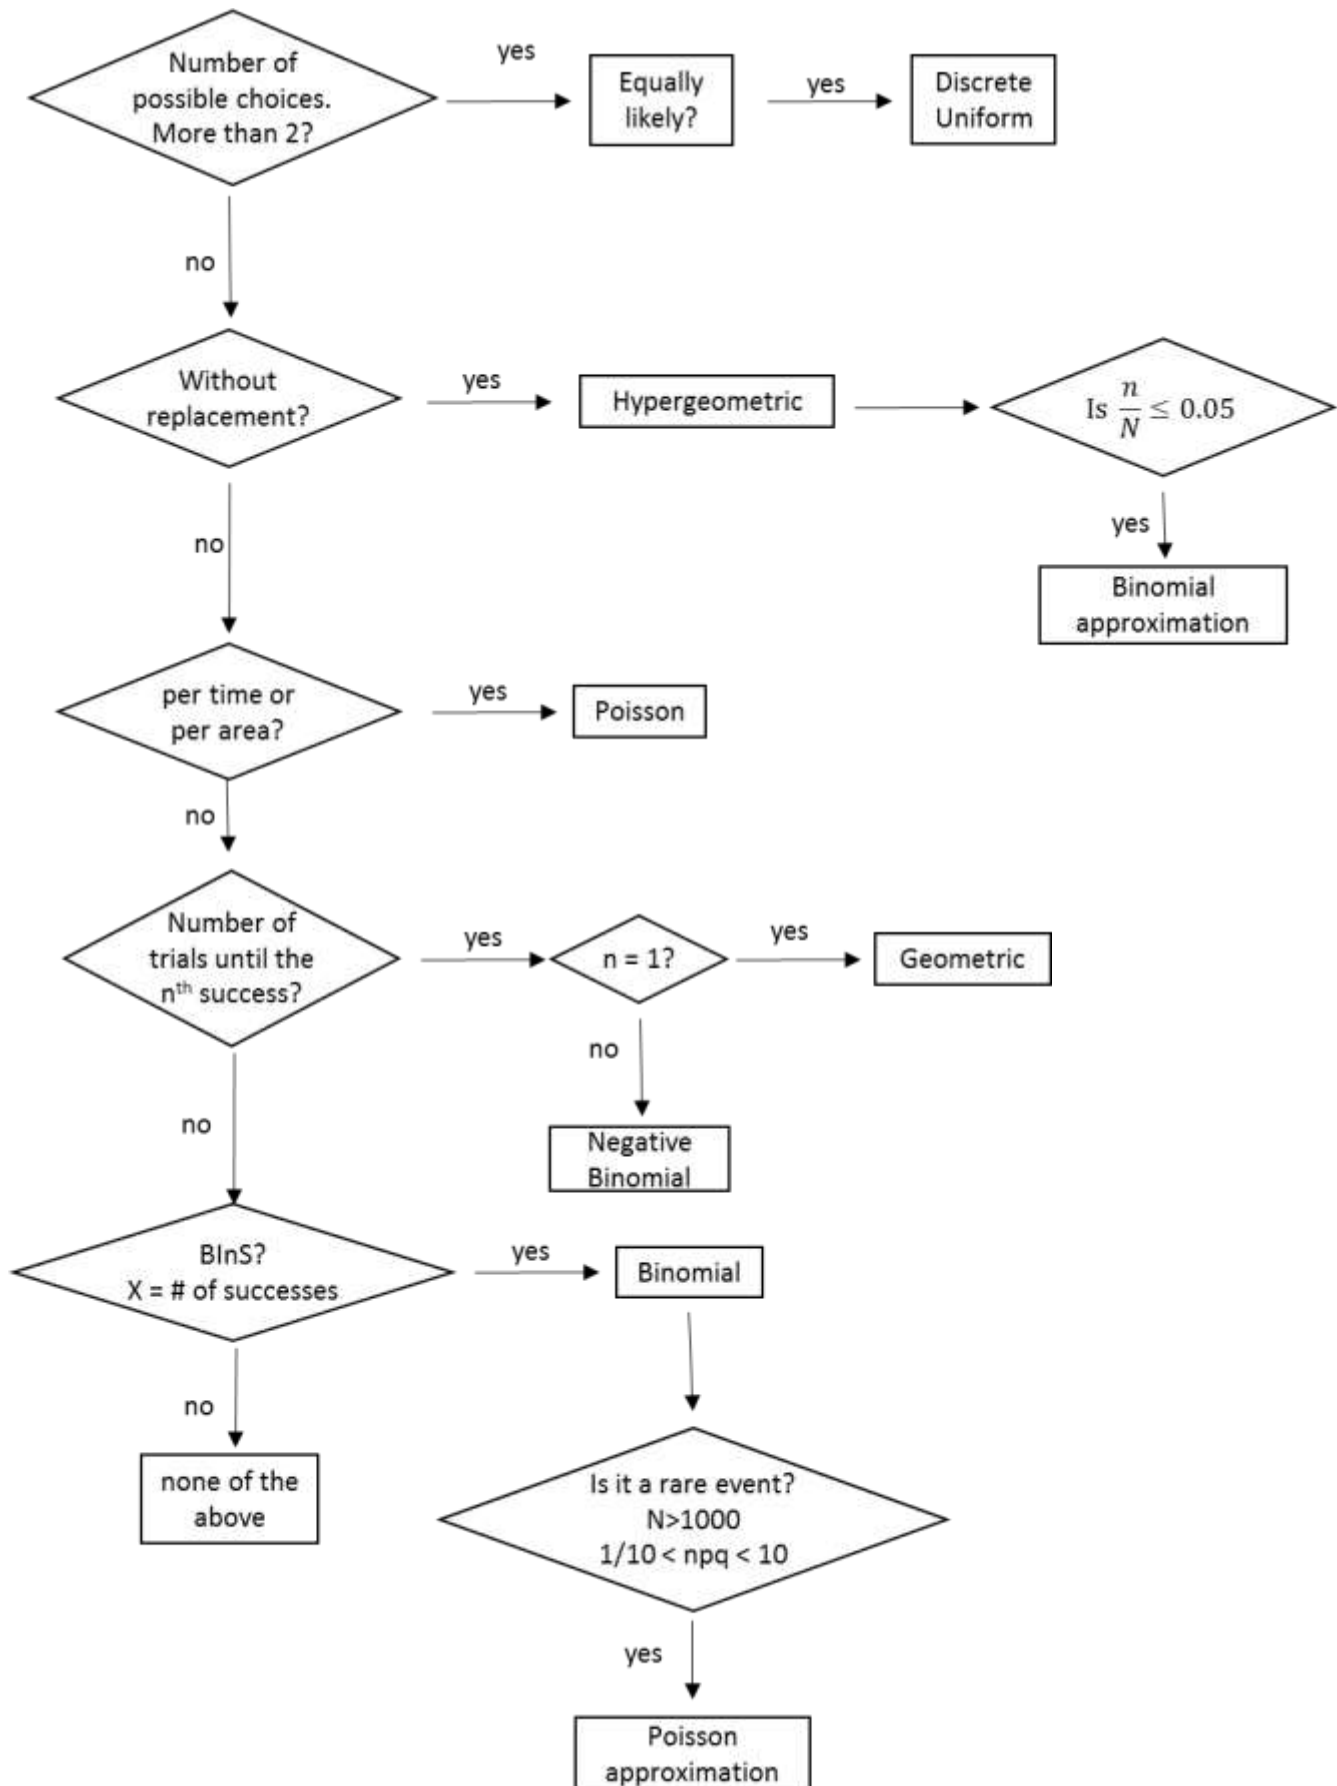 Number of
possible choices.
More than 2?
yes
Equally
likely?
yes
Discrete
Uniform
no
Without
replacement?
yes
Hypergeometric
Is n/N ≤ 0.05
yes
Binomial
approximation
no
per time or
per area?
yes
Poisson
no
Number of
trials until the
nth success?
yes
n = 1?
yes
Geometric
no
Negative
Binomial
no
BInS?
X = # of successes
yes
Binomial
no
none of the
above
Is it a rare event?
N>1000
1/10 < npq < 10
yes
Poisson
approximation